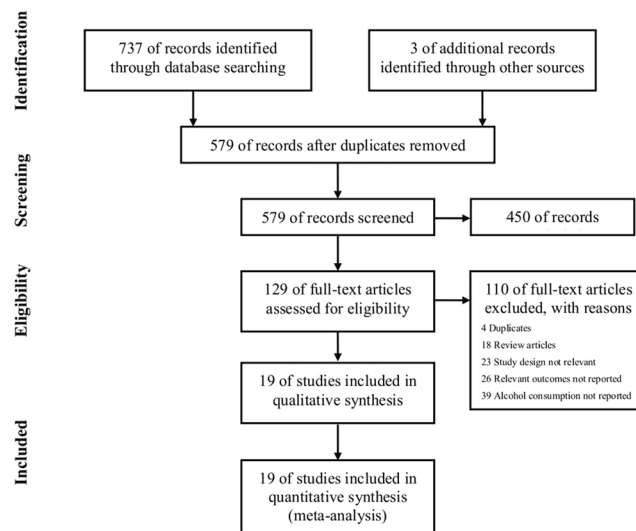 Identification
737 of records identified
through database searching
3 of additional records
identified through other sources
579 of records after duplicates removed
Screening
579 of records screened
450 of records
Eligibility
129 of full-text articles
assessed for eligibility
110 of full-text articles
excluded, with reasons
4 Duplicates
18 Review articles
23 Study design not relevant
26 Relevant outcomes not reported
39 Alcohol consumption not reported
19 of studies included in
qualitative synthesis
Included
19 of studies included in
quantitative synthesis
(meta-analysis)